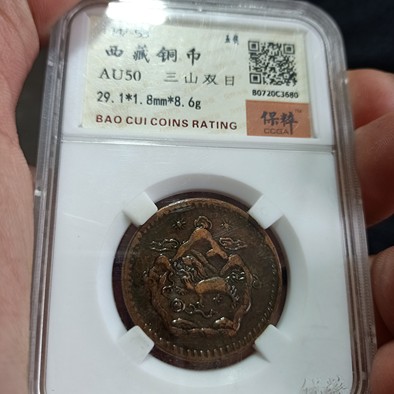 西藏铜币
AU50 三山双日
29.1*1.8mm*8.6g
B0720C3680
BAO CUI COINS RATING
保粹